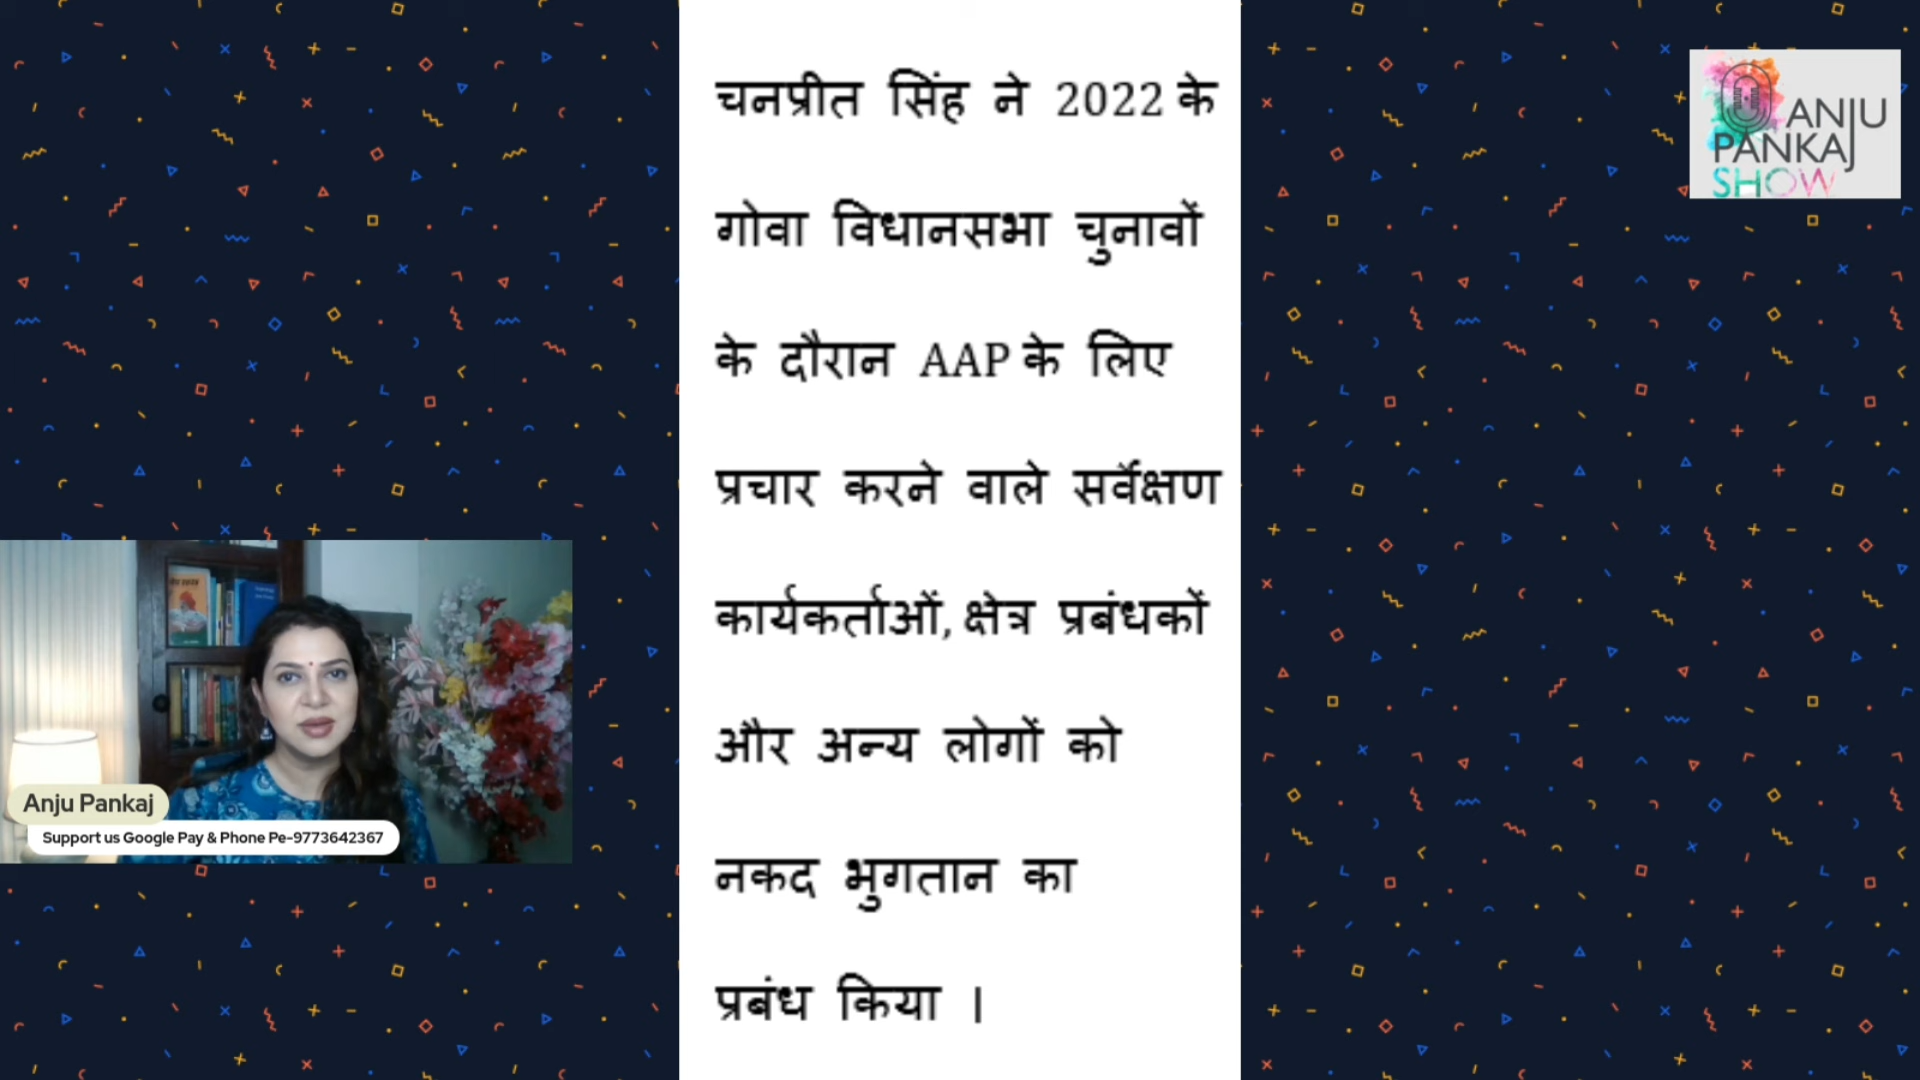 चनप्रीत सिंह ने 2022 के
गोवा विधानसभा चुनावों
के दौरान AAP के लिए
प्रचार करने वाले सर्वेक्षण
कार्यकर्ताओं, क्षेत्र प्रबंधकों
और अन्य लोगों को
नकद भुगतान का
प्रबंध किया ।
ANJU
PANKAJ
SHOW
Anju Pankaj
Support us Google Pay & Phone Pe-9773642367